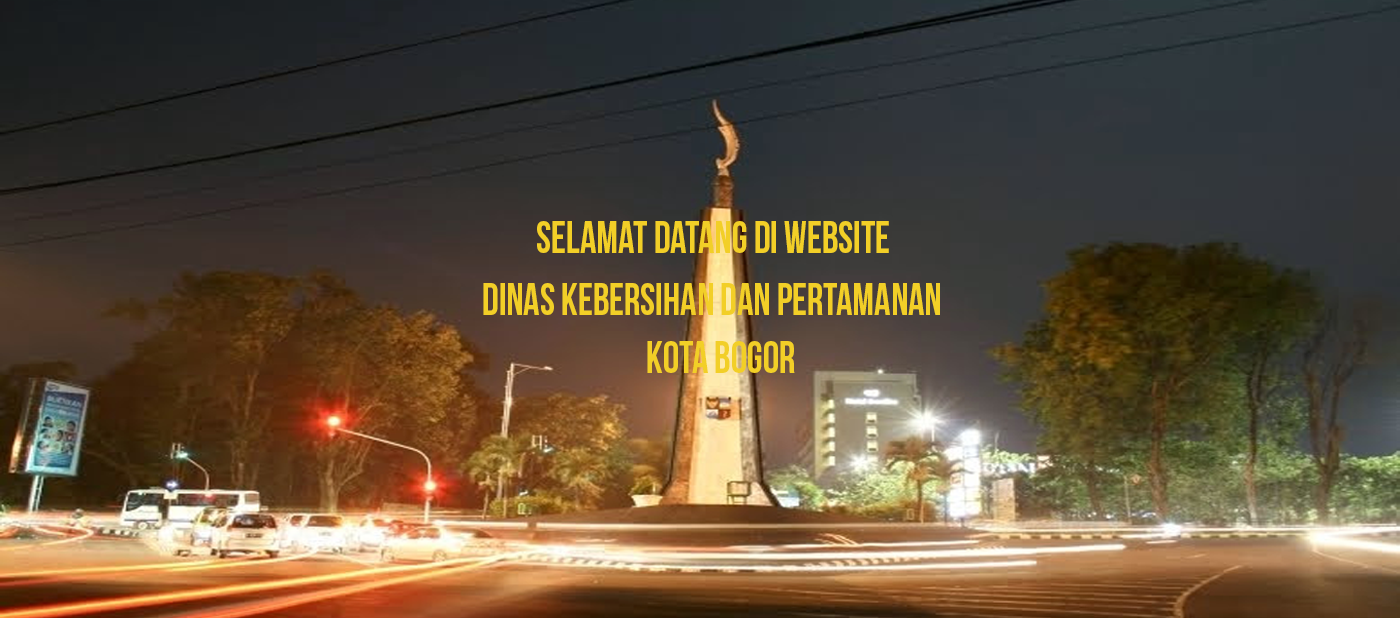 SELAMAT DATANG DI WEBSITE
DINAS KEBERSIHAN DAN PERTAMANAN
KOTA BOGOR